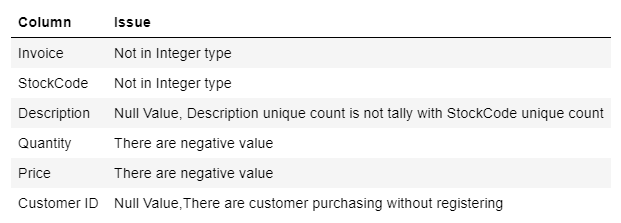 Column Issue
Invoice Not in Integer type
StockCode Not in Integer type
Description Null Value, Description unique count is not tally with StockCode unique count
Quantity There are negative value
Price There are negative value
Customer ID Null Value,There are customer purchasing without registering